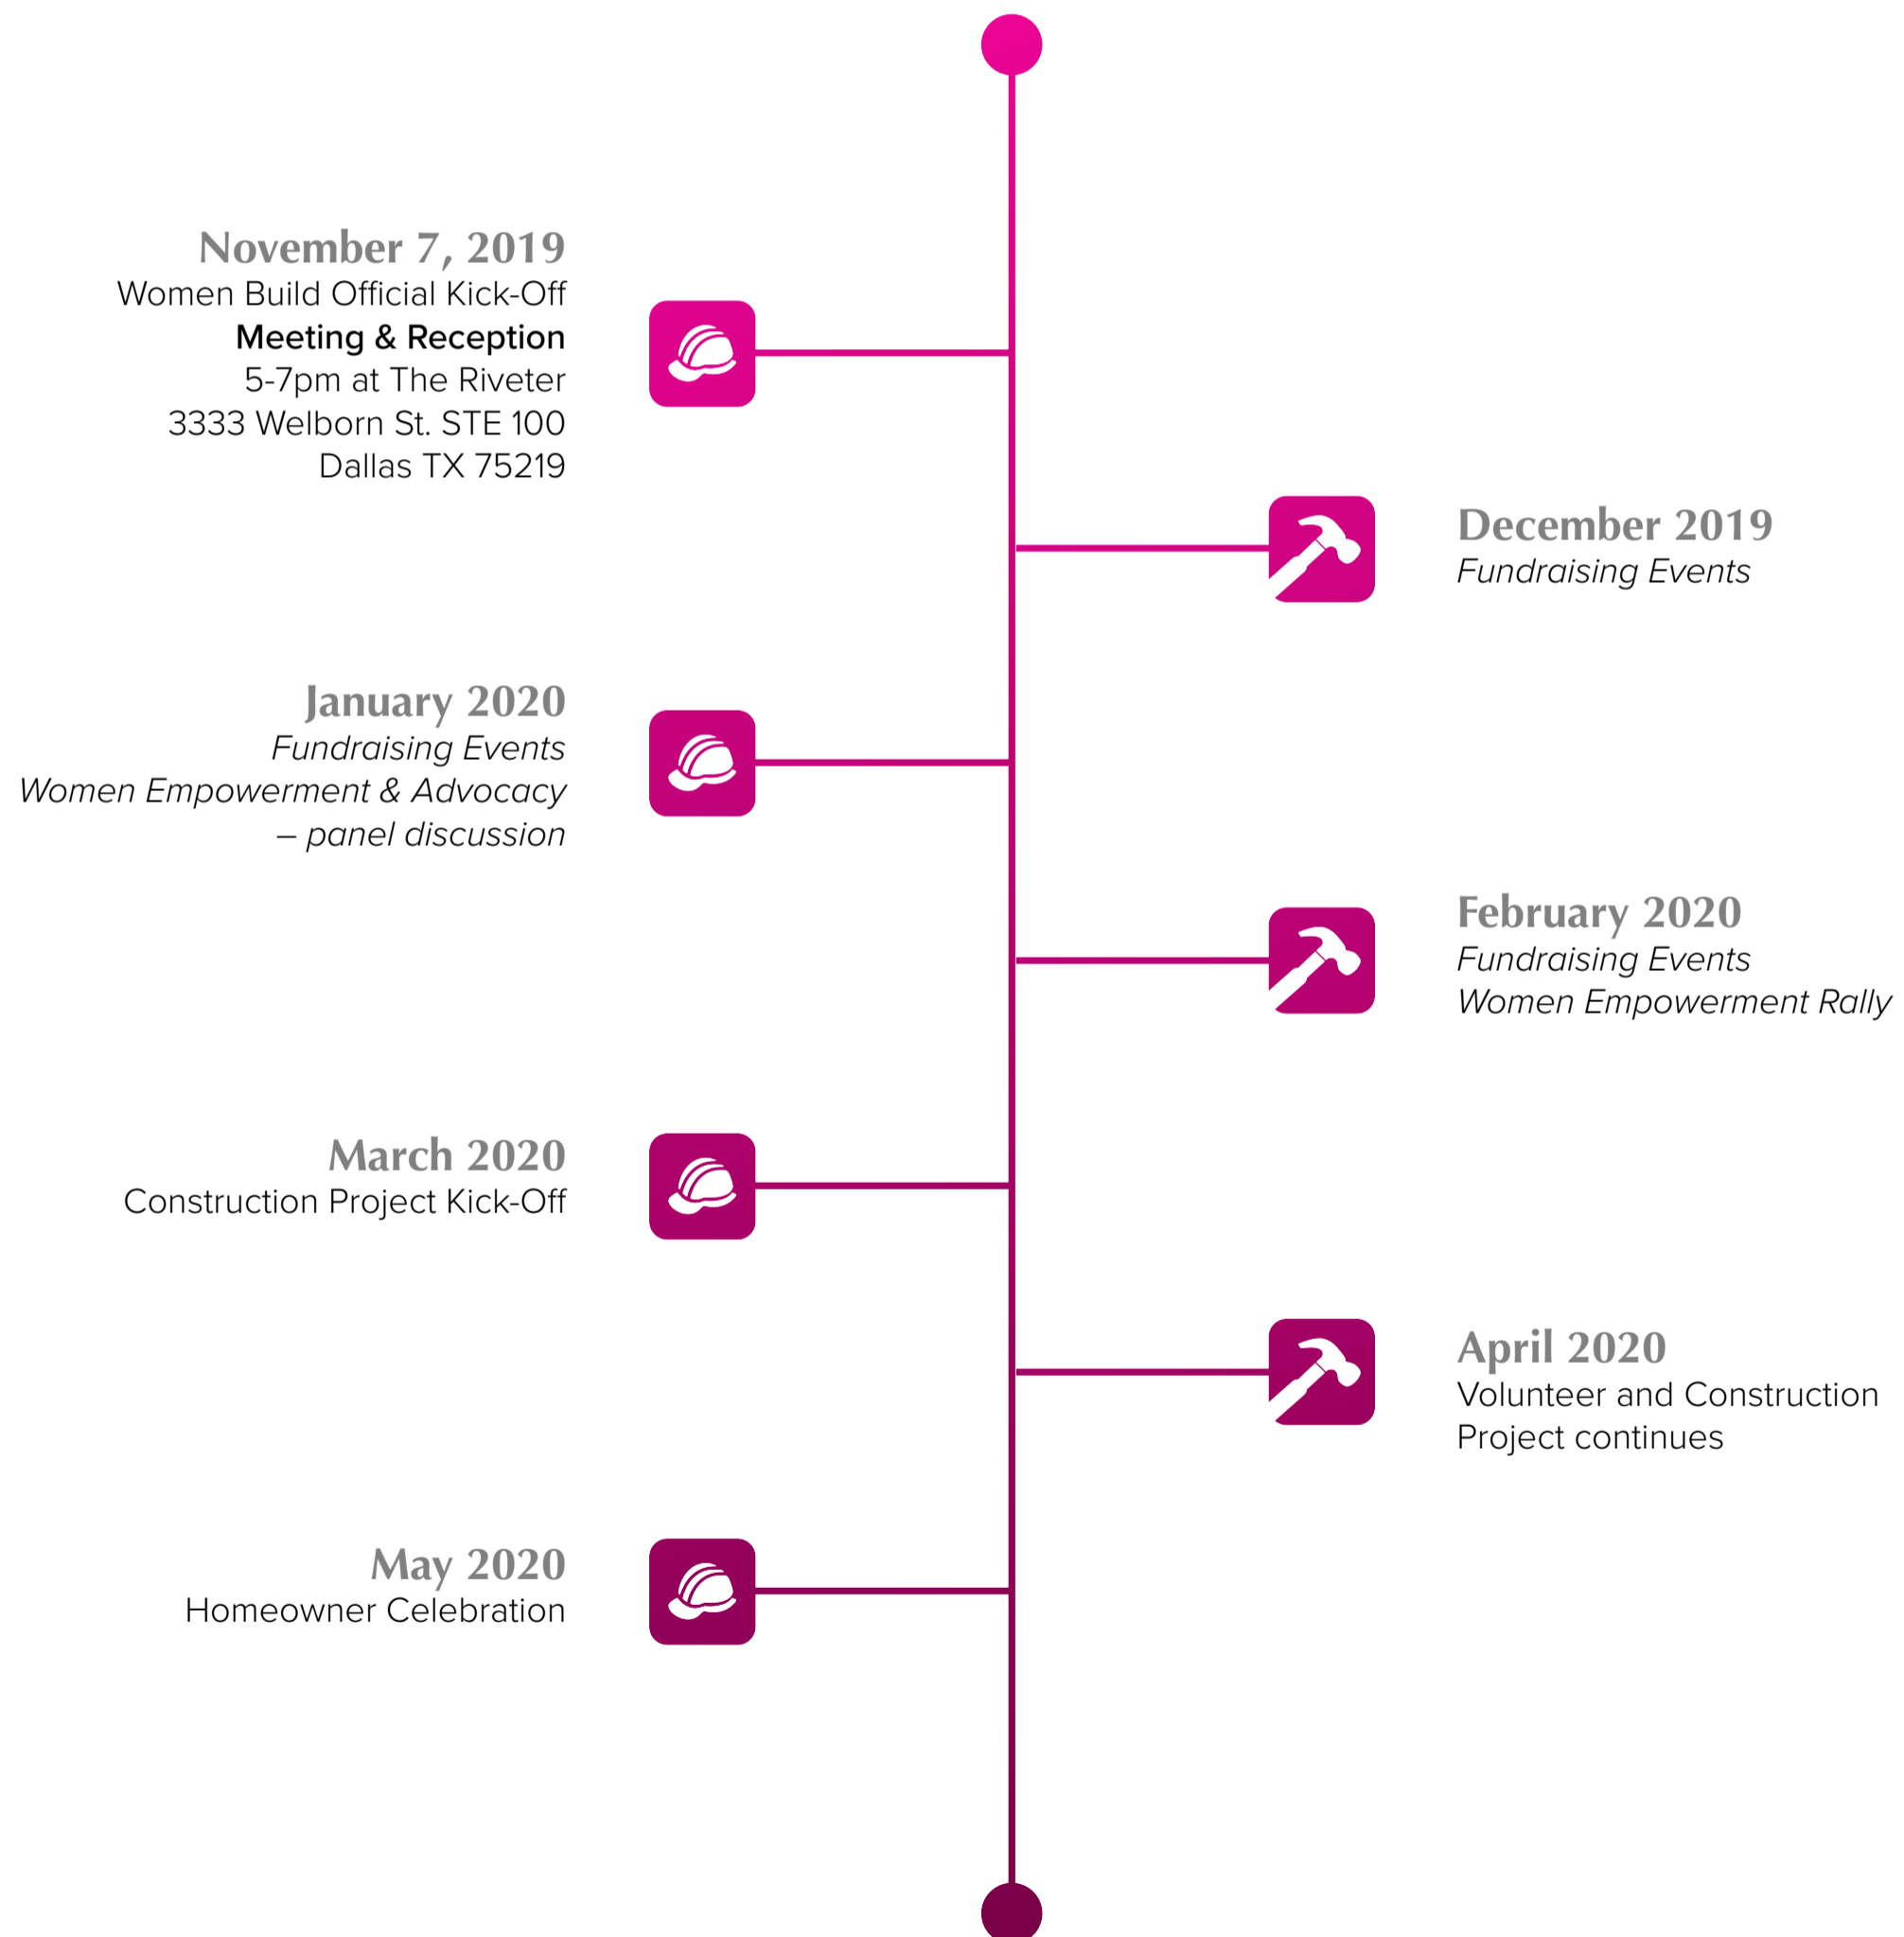 November 7, 2019
Women Build Official Kick-Off
Meeting & Reception
5-7pm at The Riveter
3333 Welborn St. STE 100
Dallas TX 75219
December 2019
Fundraising Events
January 2020
Fundraising Events
Women Empowerment & Advocacy
– panel discussion
February 2020
Fundraising Events
Women Empowerment Rally
March 2020
Construction Project Kick-Off
April 2020
Volunteer and Construction
Project continues
May 2020
Homeowner Celebration